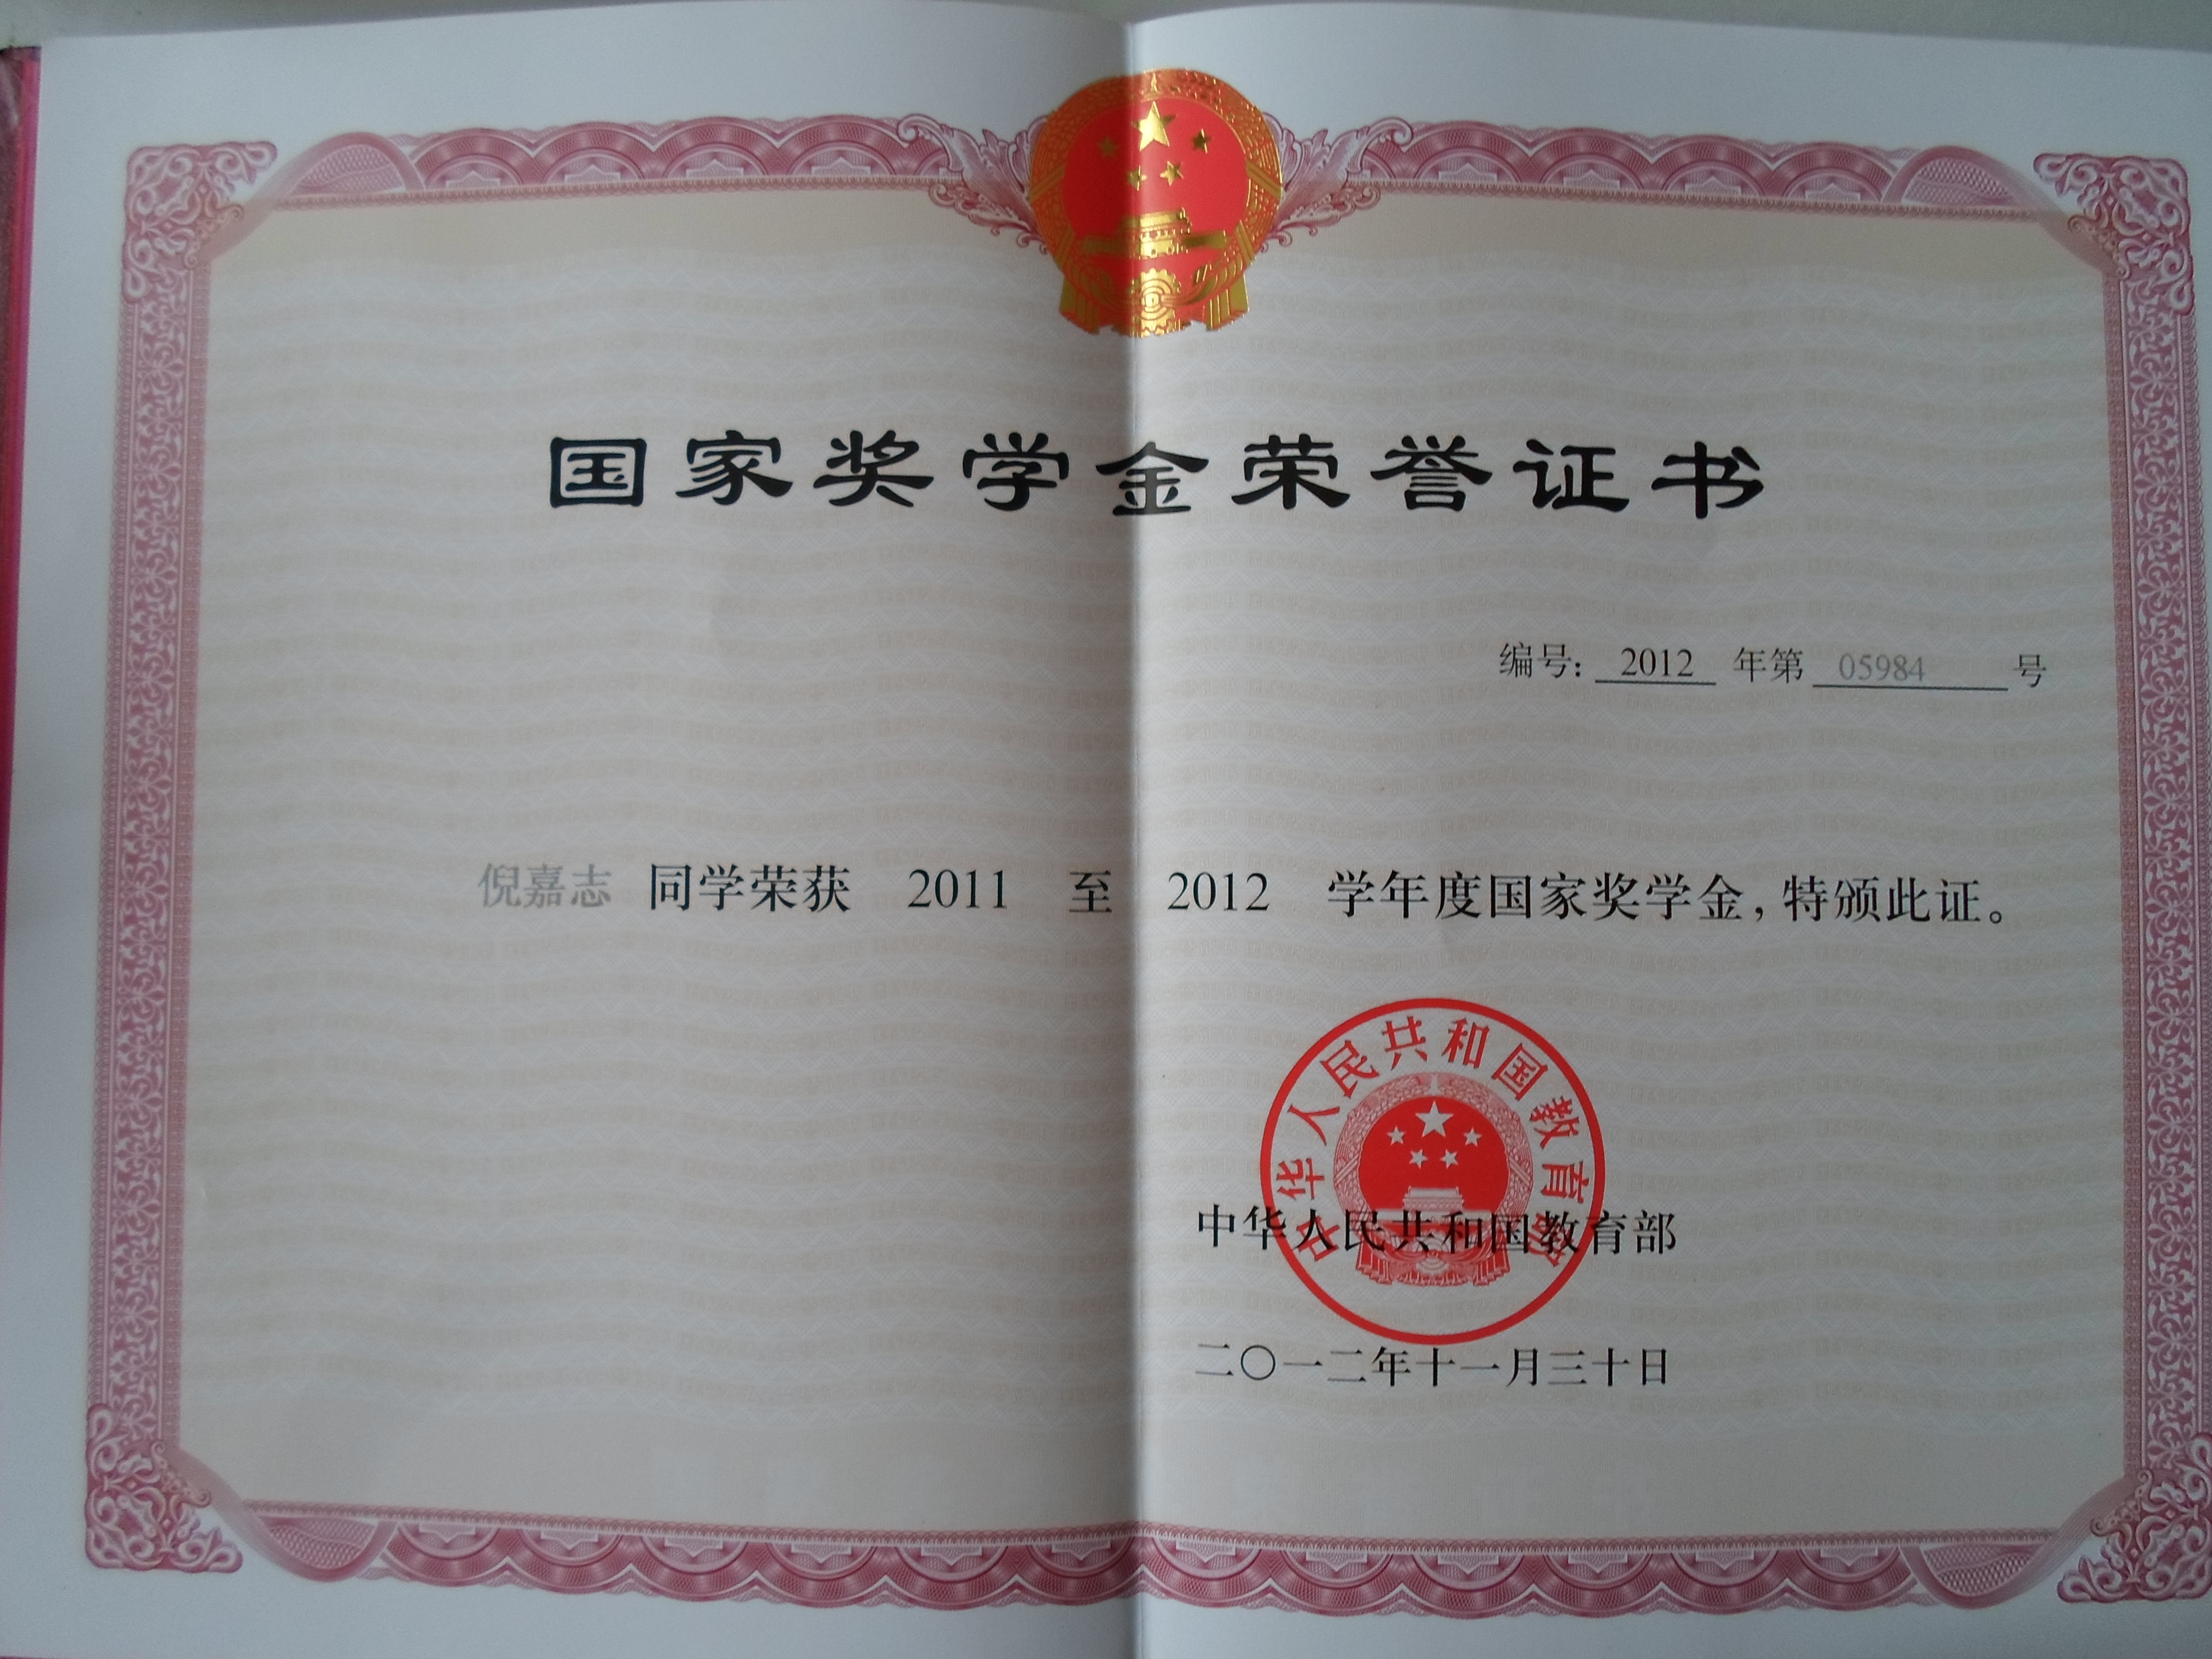 国家奖学金荣誉证书
编号: 2012 年第 05984 号
倪嘉志 同学荣获 2011 至 2012 学年度国家奖学金,特颁此证。
中华人民共和国教育部
中华人民共和国教育部
二〇一二年十一月三十日